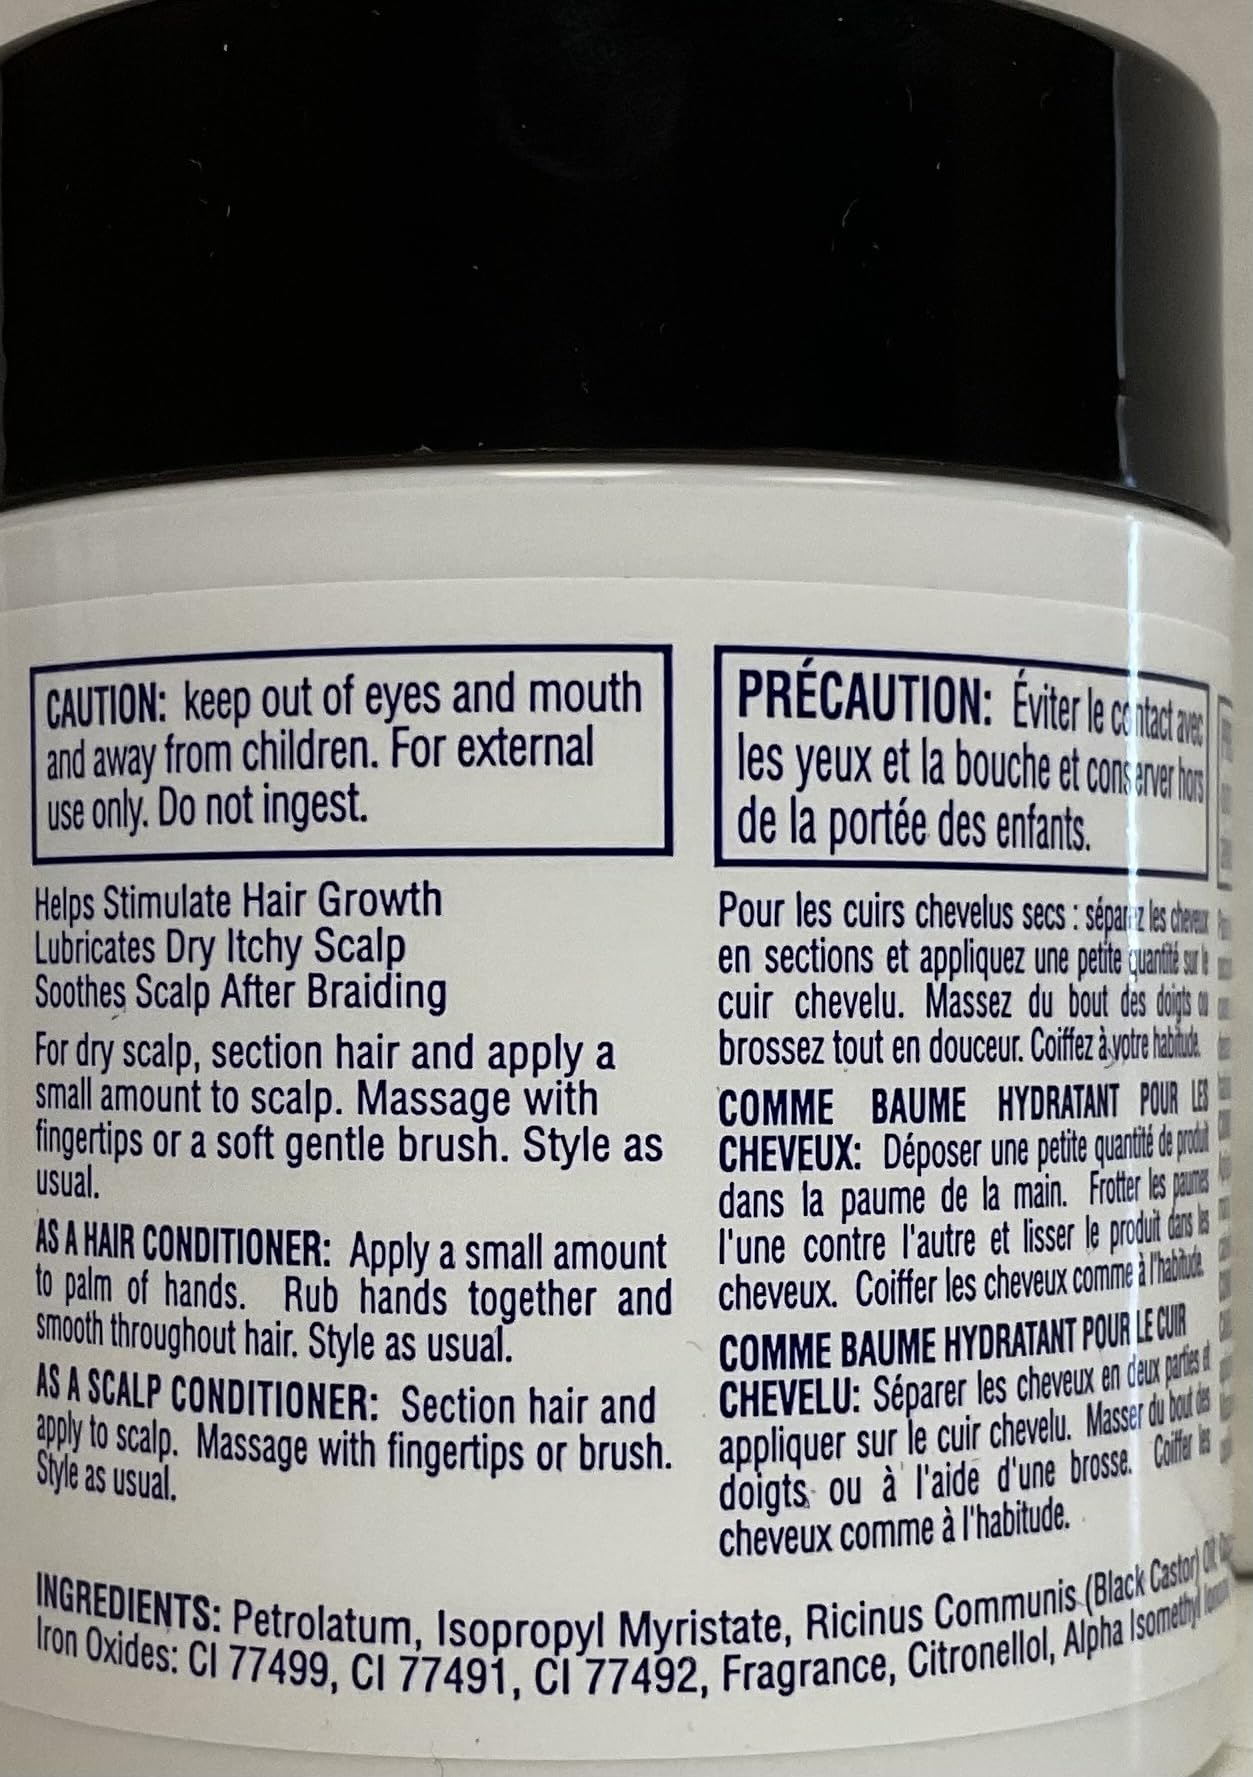 CAUTION: keep out of eyes and mouth
and away from children. For external
use only. Do not ingest.
Helps Stimulate Hair Growth
Lubricates Dry Itchy Scalp
Soothes Scalp After Braiding
For dry scalp, section hair and apply a
small amount to scalp. Massage with
fingertips or a soft gentle brush. Style as
usual.
AS A HAIR CONDITIONER: Apply a small amount
to palm of hands. Rub hands together and
smooth throughout hair. Style as usual.
AS A SCALP CONDITIONER: Section hair and
apply to scalp. Massage with fingertips or brush.
Style as usual.
PRÉCAUTION: Éviter le contact avec
les yeux et la bouche et conserver hors
de la portée des enfants.
Pour les cuirs chevelus secs : séparez les cheveux
en sections et appliquez une petite quantité sur le
cuir chevelu. Massez du bout des doigts ou
brossez tout en douceur. Coiffez à votre habitude.
COMME BAUME HYDRATANT POUR LES
CHEVEUX: Déposer une petite quantité de produit
dans la paume de la main. Frotter les paumes
l'une contre l'autre et lisser le produit dans les
cheveux. Coiffer les cheveux comme à l'habitude.
COMME BAUME HYDRATANT POUR LE CUIR
CHEVELU: Séparer les cheveux en deux parties et
appliquer sur le cuir chevelu. Masser du bout des
doigts ou à l'aide d'une brosse. Coiffer les
cheveux comme à l'habitude.
INGREDIENTS: Petrolatum, Isopropyl Myristate, Ricinus Communis (Black Castor) Oil,
Iron Oxides: CI 77499, CI 77491, CI 77492, Fragrance, Citronellol, Alpha Isomethyl